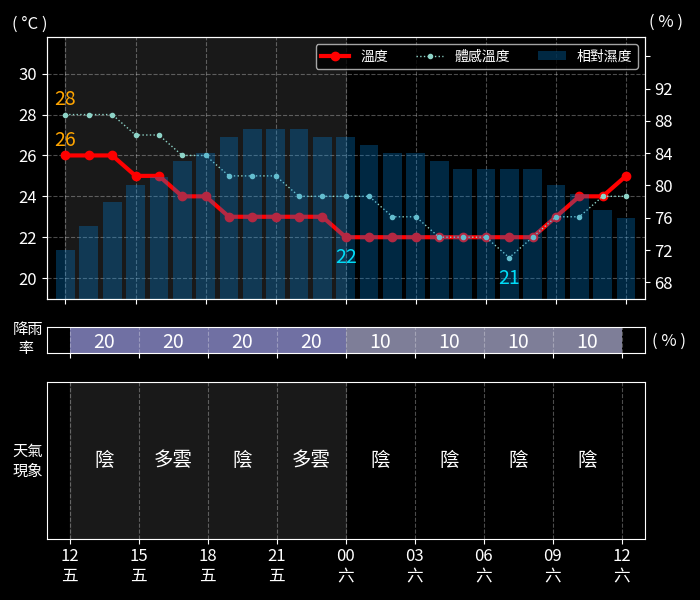 ( °C )
( % )
溫度 體感溫度 相對濕度
30
28
26
24
22
20
92
88
84
80
76
72
68
28
26
22
21
降雨率
20 20 20 20 10 10 10 10
( % )
天氣現象
陰 多雲 陰 多雲 陰 陰 陰 陰
12 15 18 21 00 03 06 09 12
五 五 五 五 六 六 六 六 六